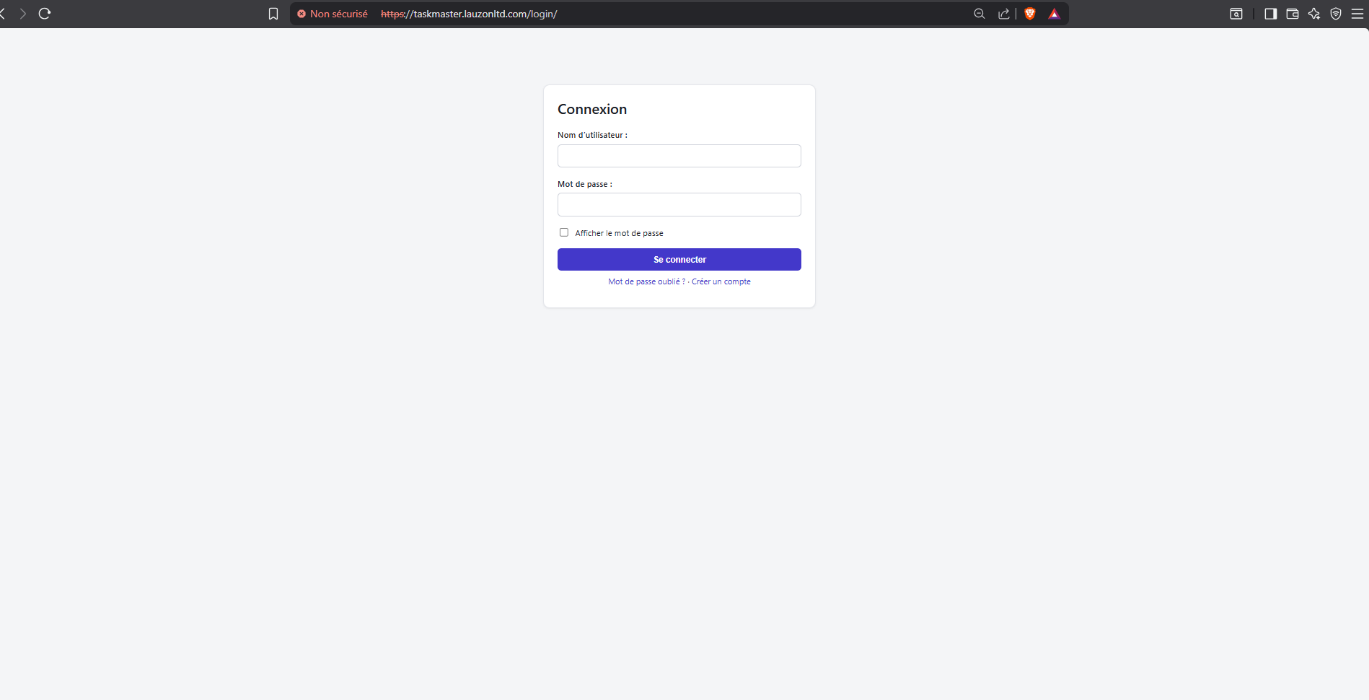 Non sécurisé https://taskmaster.lauzonltd.com/login/
Connexion
Nom d'utilisateur :
Mot de passe :
Afficher le mot de passe
Se connecter
Mot de passe oublié ? · Créer un compte